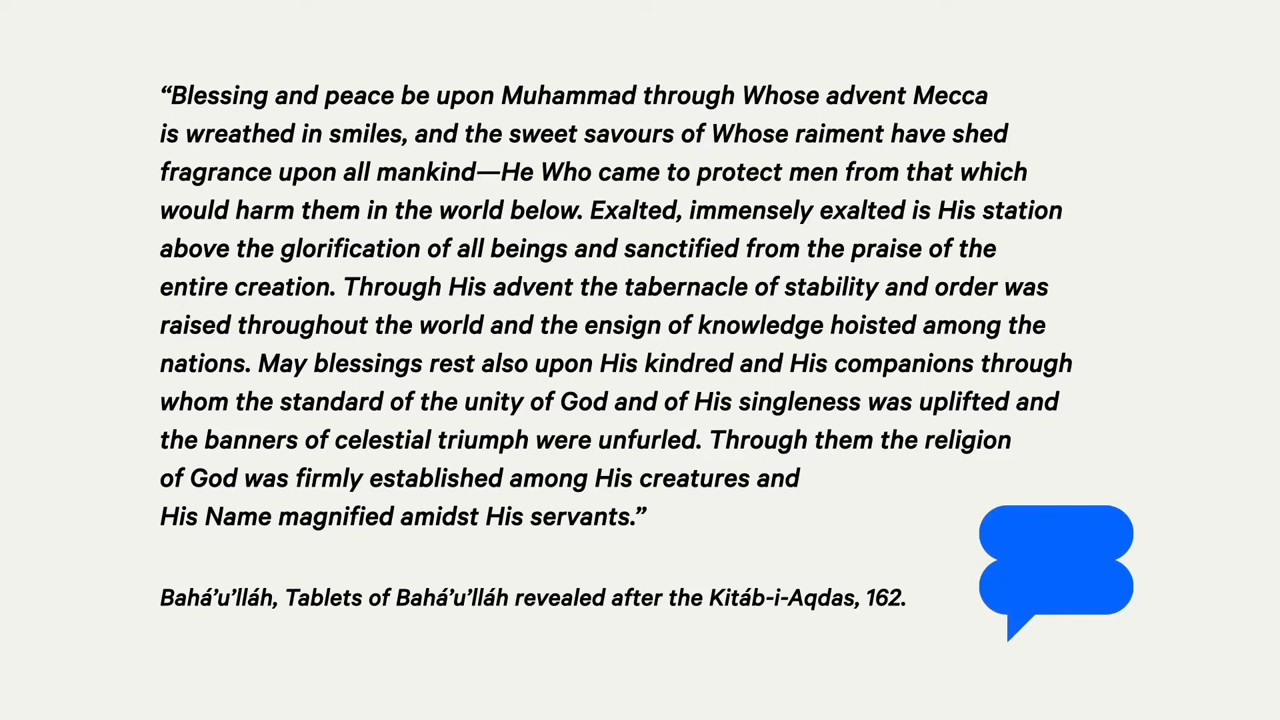 “Blessing and peace be upon Muhammad through Whose advent Mecca
is wreathed in smiles, and the sweet savours of Whose raiment have shed
fragrance upon all mankind—He Who came to protect men from that which
would harm them in the world below. Exalted, immensely exalted is His station
above the glorification of all beings and sanctified from the praise of the
entire creation. Through His advent the tabernacle of stability and order was
raised throughout the world and the ensign of knowledge hoisted among the
nations. May blessings rest also upon His kindred and His companions through
whom the standard of the unity of God and of His singleness was uplifted and
the banners of celestial triumph were unfurled. Through them the religion
of God was firmly established among His creatures and
His Name magnified amidst His servants.”
Bahá’u’lláh, Tablets of Bahá’u’lláh revealed after the Kitáb-i-Aqdas, 162.